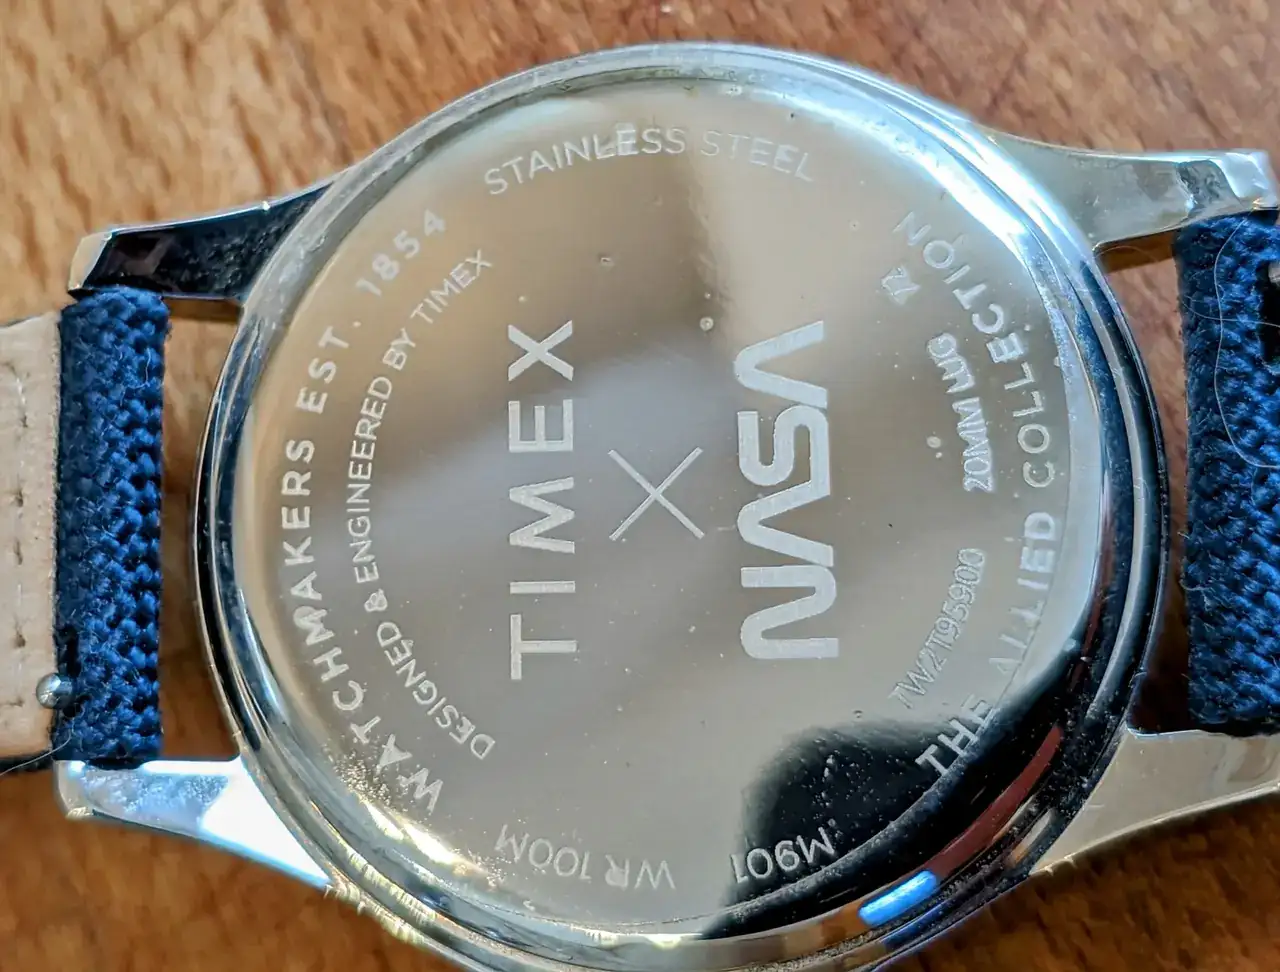 STAINLESS STEEL
WATCHMAKERS EST. 1854
DESIGNED & ENGINEERED BY TIMEX
TIMEX
X
NASA
20MM LUG
THE ALLIED COLLECTION
TW2T95900
WR 100M
M901